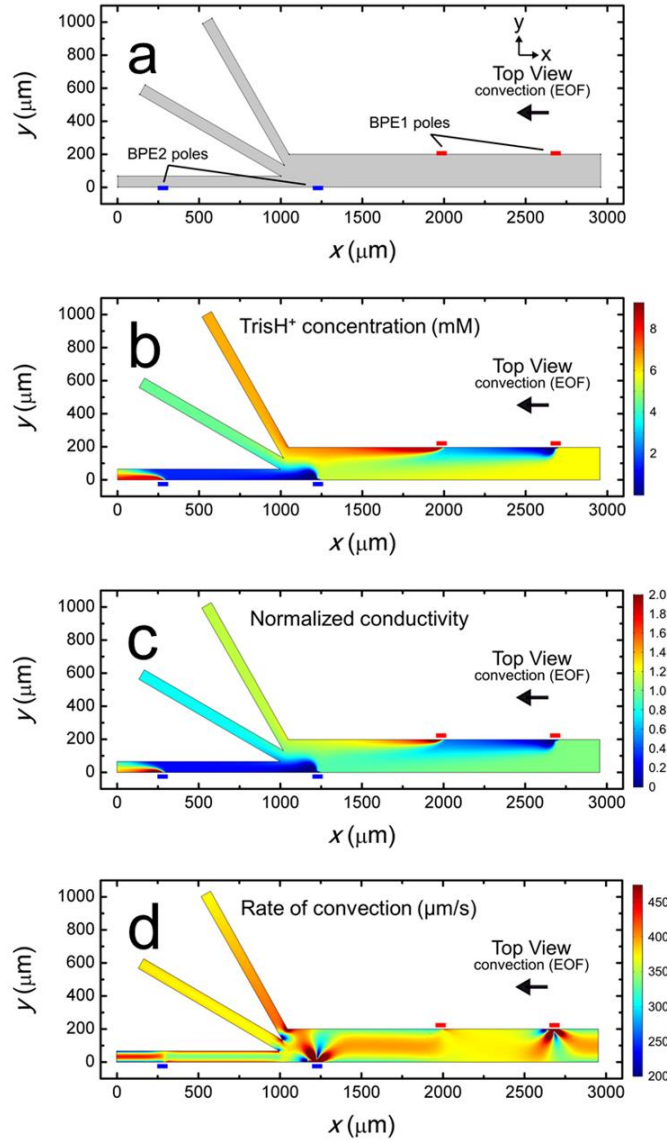 a
y
x
Top View
convection (EOF)
BPE1 poles
BPE2 poles
y (μm)
1000
800
600
400
200
0
0 500 1000 1500 2000 2500 3000
x (μm)
b
TrisH⁺ concentration (mM)
Top View
convection (EOF)
y (μm)
1000
800
600
400
200
0
0 500 1000 1500 2000 2500 3000
x (μm)
8
6
4
2
c
Normalized conductivity
Top View
convection (EOF)
y (μm)
1000
800
600
400
200
0
0 500 1000 1500 2000 2500 3000
x (μm)
2.0
1.8
1.6
1.4
1.2
1
0.8
0.6
0.4
0.2
0
d
Rate of convection (μm/s)
Top View
convection (EOF)
y (μm)
1000
800
600
400
200
0
0 500 1000 1500 2000 2500 3000
x (μm)
450
400
350
300
250
200